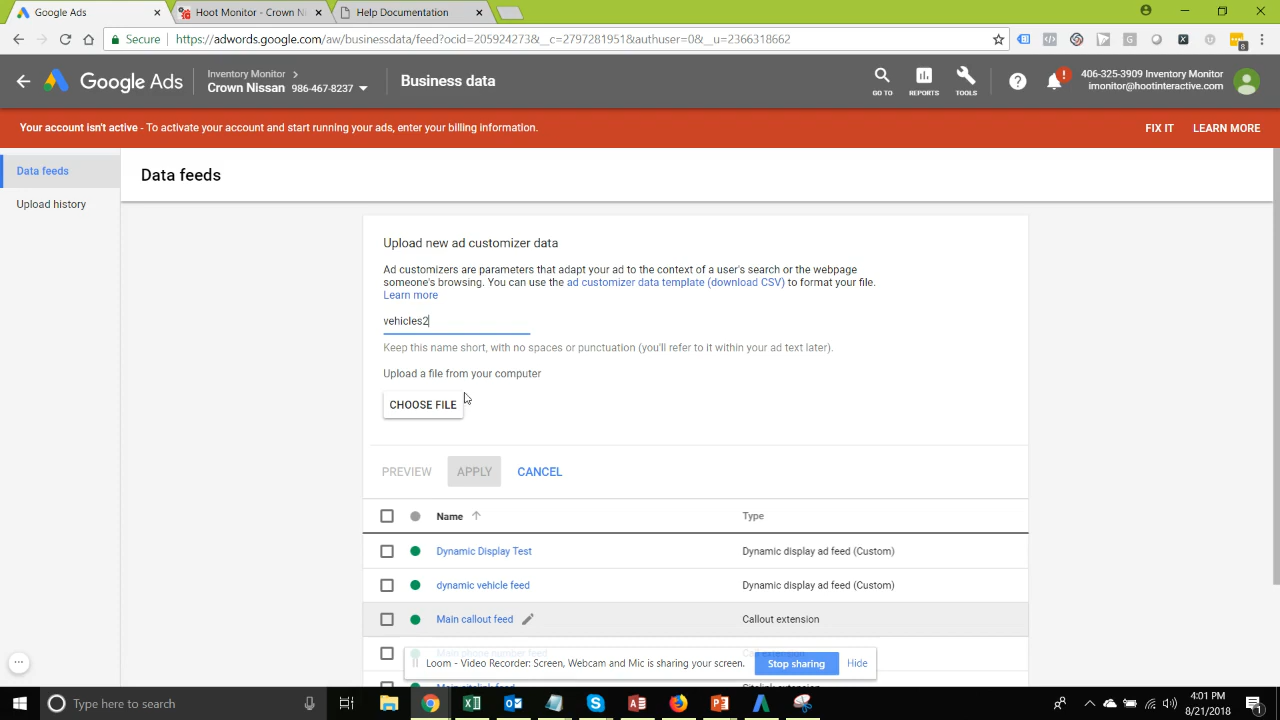 Google Ads
Hoot Monitor - Crown N
Help Documentation
Secure
https://adwords.google.com/aw/businessdata/feed?ocid=205924273&__c=2797281951&authuser=0&__u=2366318662
8
Google Ads
Inventory Monitor >
Crown Nissan 986-467-8237
Business data
GO TO
REPORTS
TOOLS
!
406-325-3909 Inventory Monitor
imonitor@hootinteractive.com
Your account isn't active - To activate your account and start running your ads, enter your billing information.
FIX IT
LEARN MORE
Data feeds
Upload history
Data feeds
Upload new ad customizer data
Ad customizers are parameters that adapt your ad to the context of a user's search or the webpage
someone's browsing. You can use the ad customizer data template (download CSV) to format your file.
Learn more
vehicles2
Keep this name short, with no spaces or punctuation (you'll refer to it within your ad text later).
Upload a file from your computer
CHOOSE FILE
PREVIEW
APPLY
CANCEL
Name
Type
Dynamic Display Test
Dynamic display ad feed (Custom)
dynamic vehicle feed
Dynamic display ad feed (Custom)
Main callout feed
Callout extension
Main phone number feed
Loom - Video Recorder: Screen, Webcam and Mic is sharing your screen.
Stop sharing
Hide
Type here to search
4:01 PM
8/21/2018
1